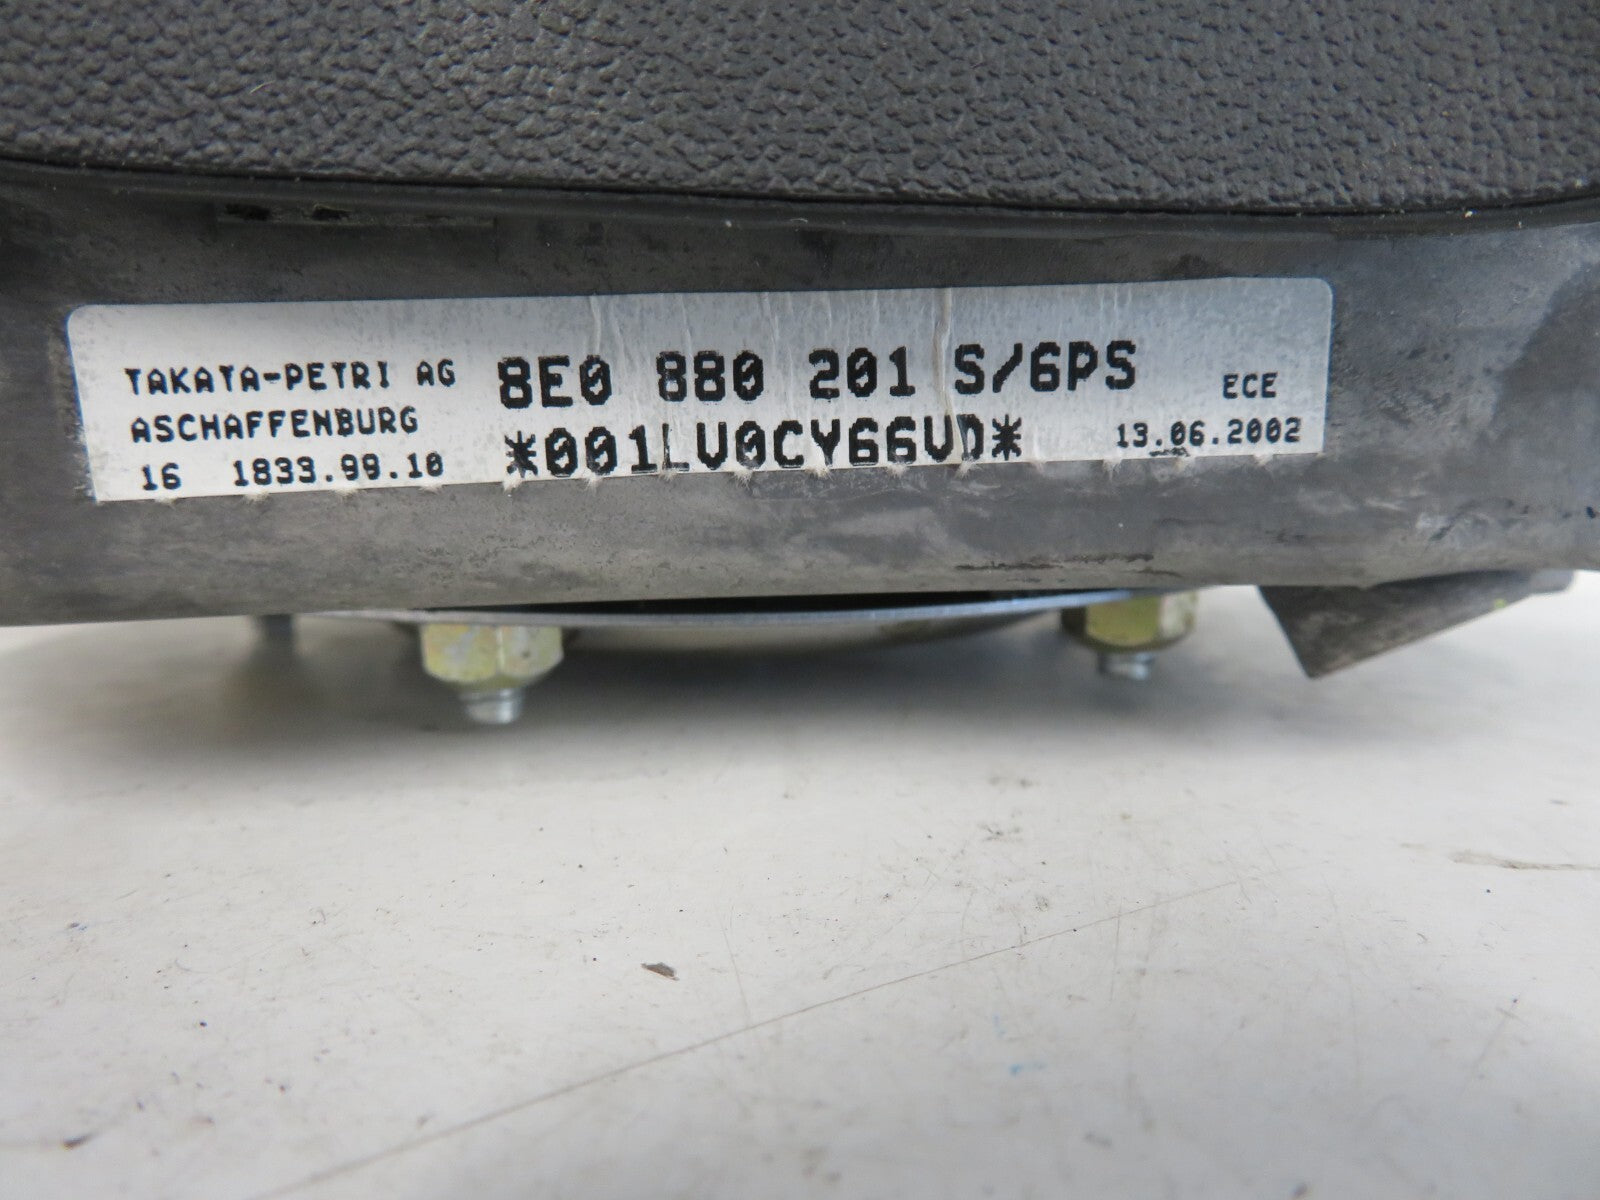 TAKATA-PETRI AG 8E0 880 201 S/6PS ECE
ASCHAFFENBURG *001LV0CY66VD* 13.06.2002
16 1833.99.10